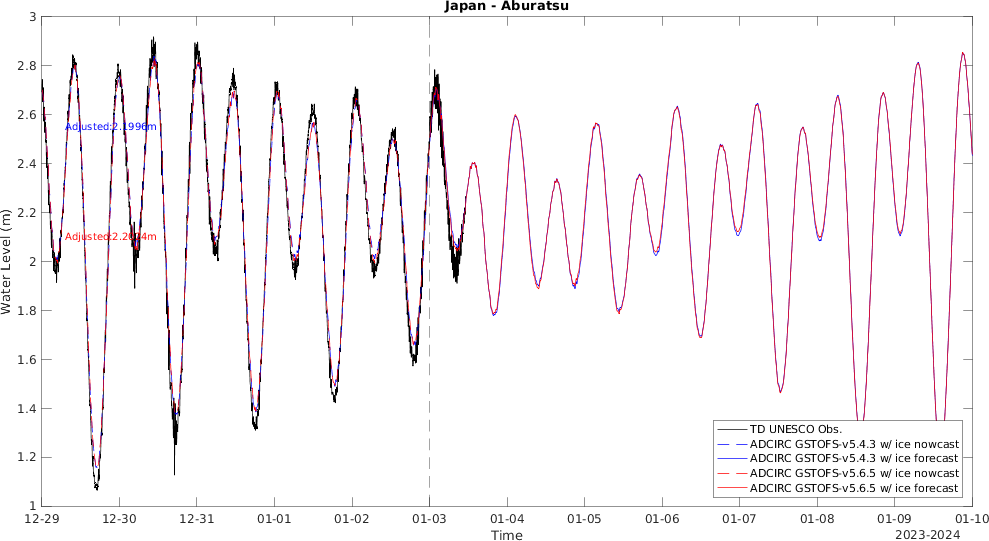 Japan - Aburatsu
3
2.8
2.6
2.4
2.2
2
1.8
1.6
1.4
1.2
1
Water Level (m)
Adjusted:2.1996m
12-29
12-30
12-31
01-01
01-02
01-03
01-04
01-05
01-06
01-07
01-08
01-09
01-10
Time
2023-2024
TD UNESCO Obs.
ADCIRC GSTOFS-v5.4.3 w/ ice nowcast
ADCIRC GSTOFS-v5.4.3 w/ ice forecast
ADCIRC GSTOFS-v5.6.5 w/ ice nowcast
ADCIRC GSTOFS-v5.6.5 w/ ice forecast